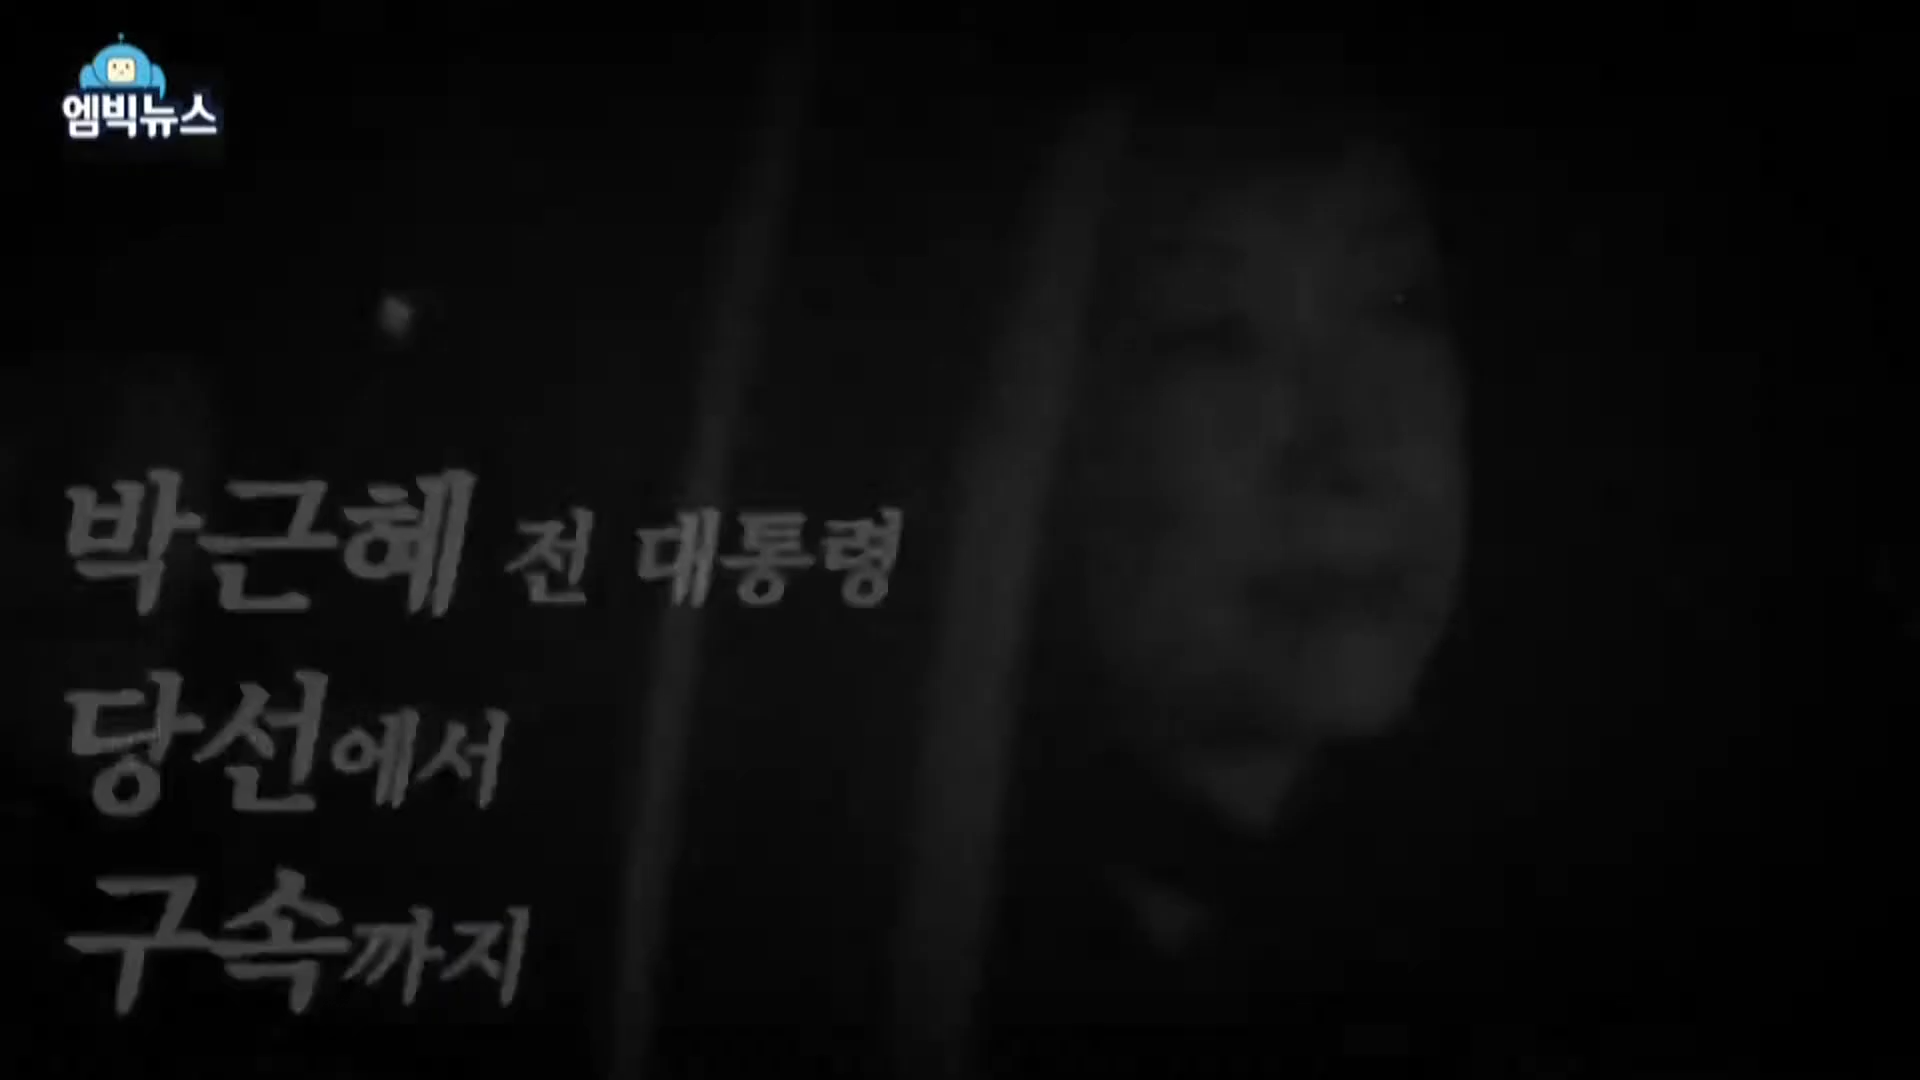 엠빅뉴스
박근혜 전 대통령
당선에서
구속까지